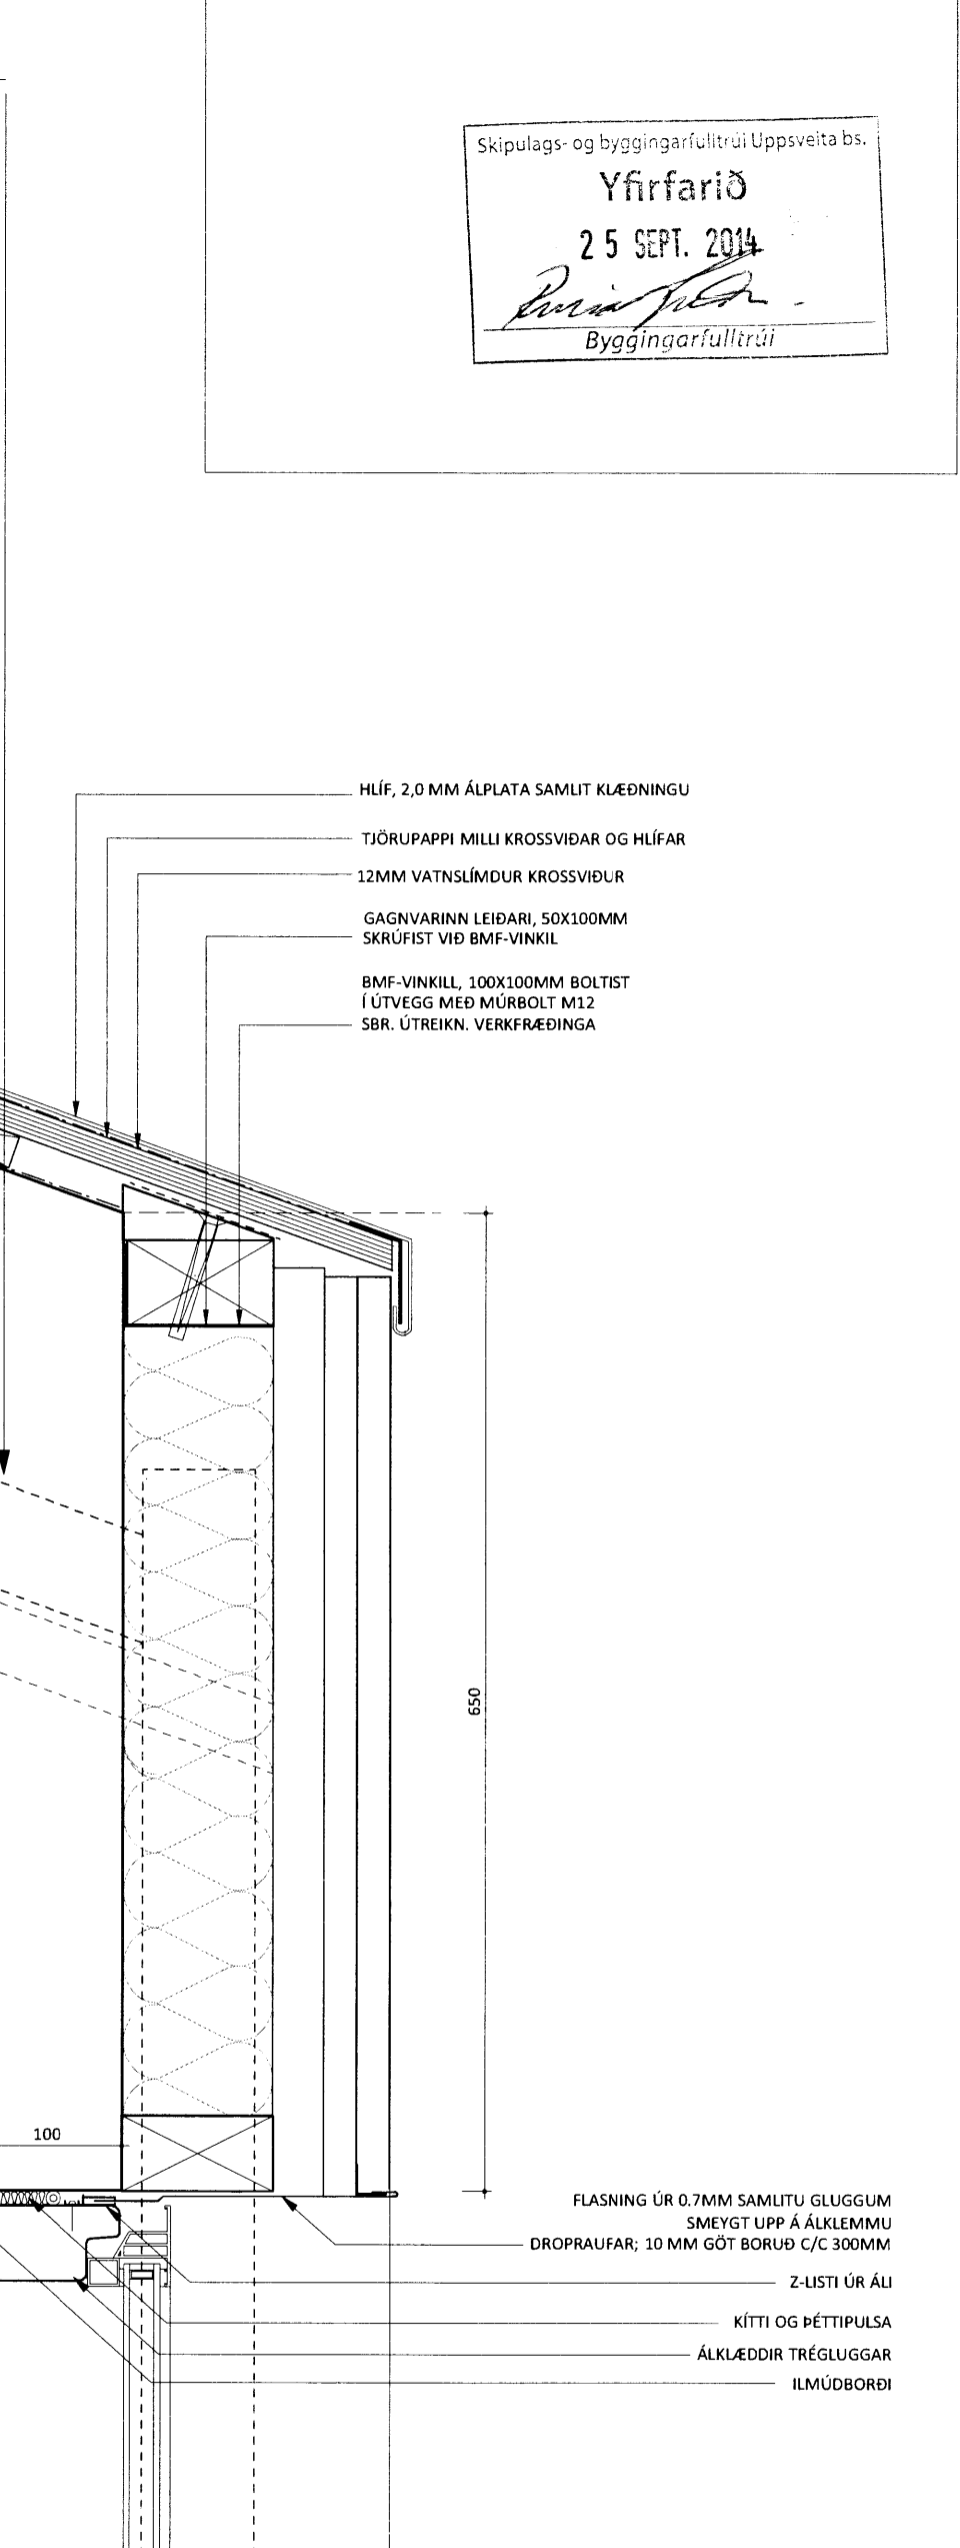 Skipulags- og byggingarfulltrúi Uppsveita bs.
Yfirfarið
25 SEPT. 2014
Byggingarfulltrúi
HLÍF, 2,0 MM ÁLPLATA SAMLIT KLÆÐNINGU
TJÖRUPAPPI MILLI KROSSVIÐAR OG HLÍFAR
12MM VATNSLÍMDUR KROSSVIÐUR
GAGNVARINN LEIÐARI, 50X100MM
SKRÚFIST VIÐ BMF-VINKIL
BMF-VINKILL, 100X100MM BOLTIST
Í ÚTVEGG MEÐ MÚRBOLT M12
SBR. ÚTREIKN. VERKFRÆÐINGA
650
100
FLASNING ÚR 0.7MM SAMLITU GLUGGUM
SMEYGT UPP Á ÁLKLEMMU
DROPRAUFAR; 10 MM GÖT BORUÐ C/C 300MM
Z-LISTI ÚR ÁLI
KÍTTI OG ÞÉTTIPULSA
ÁLKLÆDDIR TRÉGLUGGAR
ILMÚDBORÐI